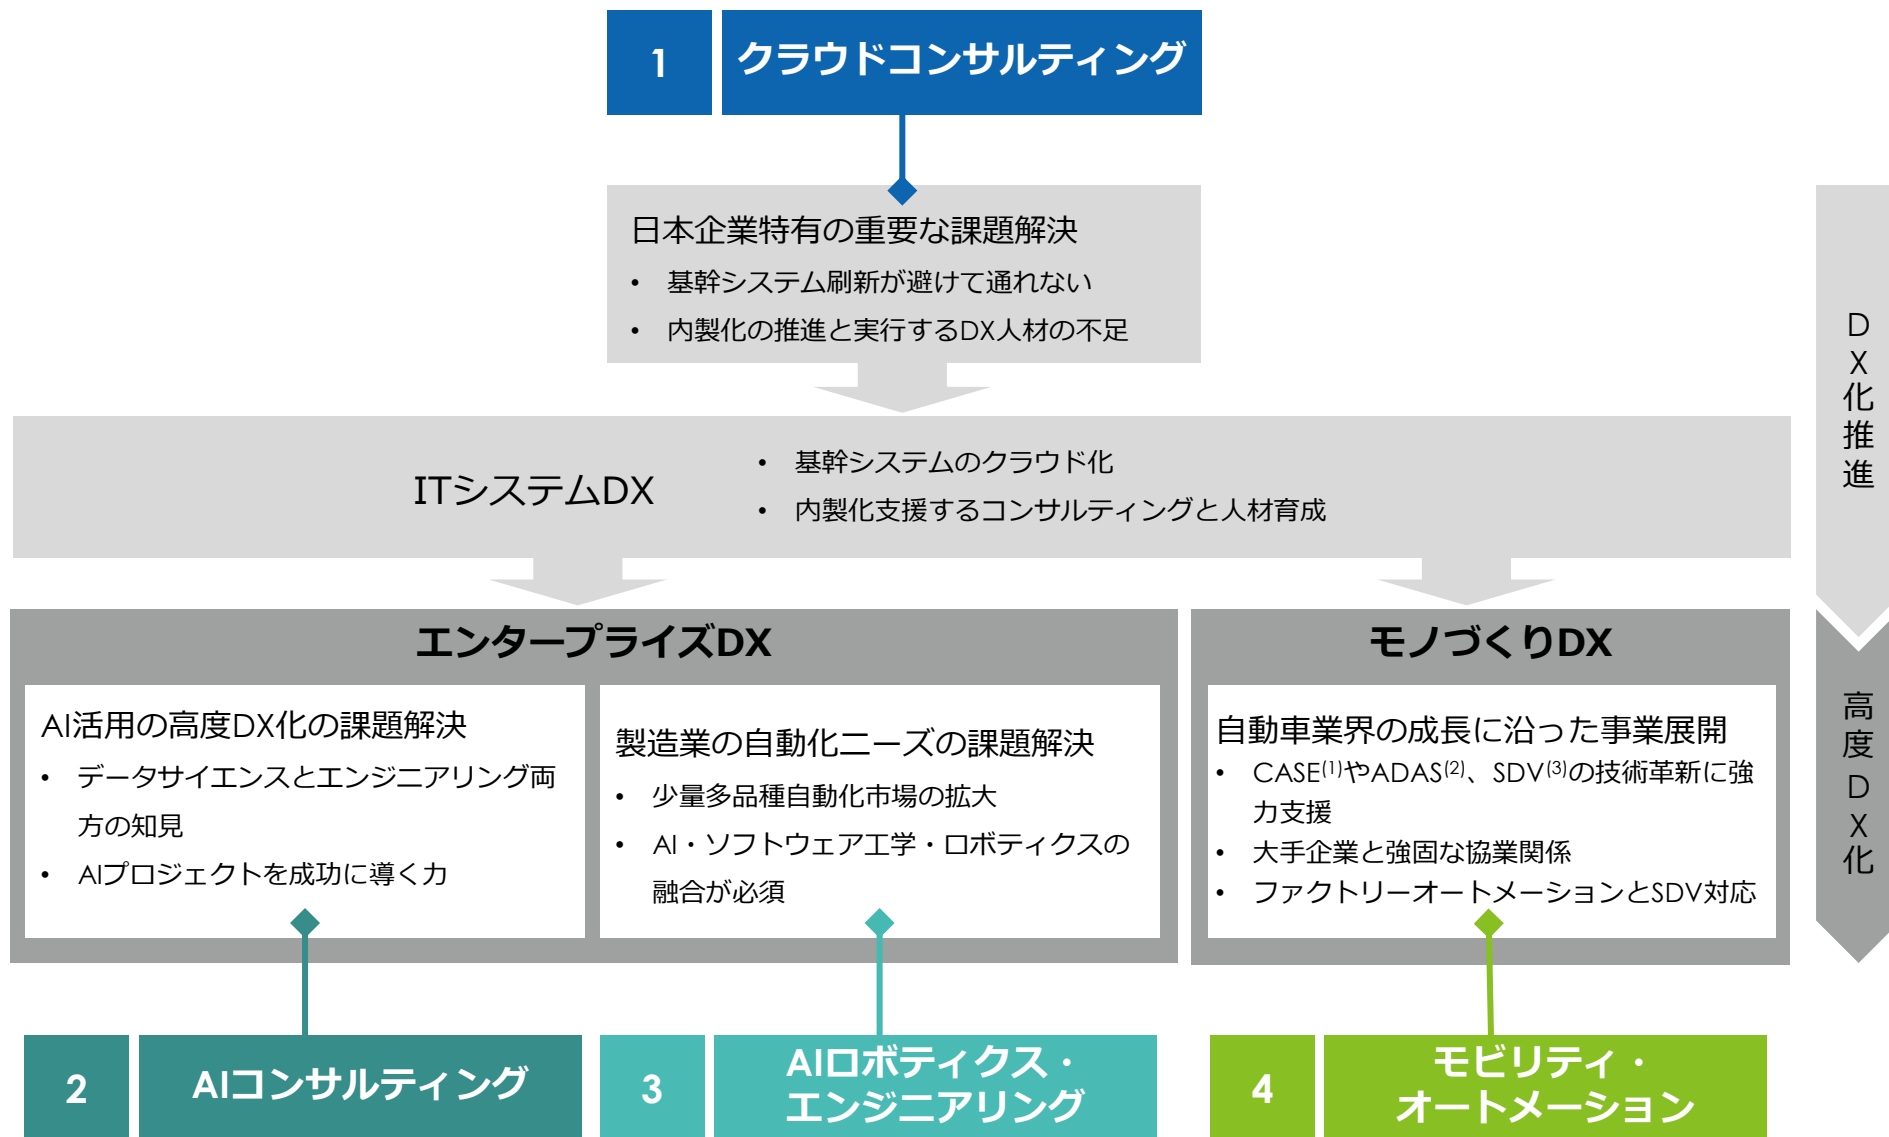 1
クラウドコンサルティング
日本企業特有の重要な課題解決
• 基幹システム刷新が避けて通れない
• 内製化の推進と実行するDX人材の不足
ITシステムDX
• 基幹システムのクラウド化
• 内製化支援するコンサルティングと人材育成
DX化推進
エンタープライズDX
AI活用の高度DX化の課題解決
• データサイエンスとエンジニアリング両
方の知見
• AIプロジェクトを成功に導く力
製造業の自動化ニーズの課題解決
• 少量多品種自動化市場の拡大
• AI・ソフトウェア工学・ロボティクスの
融合が必須
モノづくりDX
自動車業界の成長に沿った事業展開
• CASE(1)やADAS(2)、SDV(3)の技術革新に強
力支援
• 大手企業と強固な協業関係
• ファクトリーオートメーションとSDV対応
高度DX化
2
AIコンサルティング
3
AIロボティクス・
エンジニアリング
4
モビリティ・
オートメーション